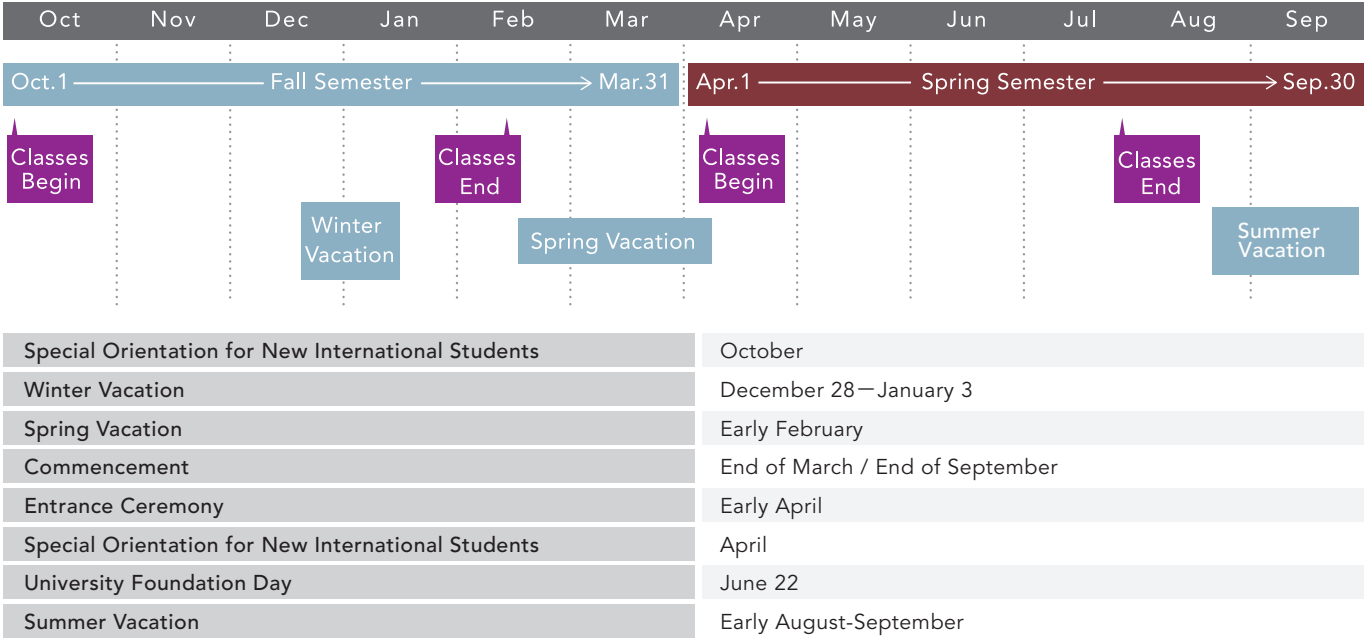 Oct Nov Dec Jan Feb Mar Apr May Jun Jul Aug Sep
Oct.1 Fall Semester Mar.31 Apr.1 Spring Semester Sep.30
Classes
Begin
Classes
End
Classes
Begin
Classes
End
Winter
Vacation
Spring Vacation
Summer
Vacation
Special Orientation for New International Students October
Winter Vacation December 28—January 3
Spring Vacation Early February
Commencement End of March / End of September
Entrance Ceremony Early April
Special Orientation for New International Students April
University Foundation Day June 22
Summer Vacation Early August-September